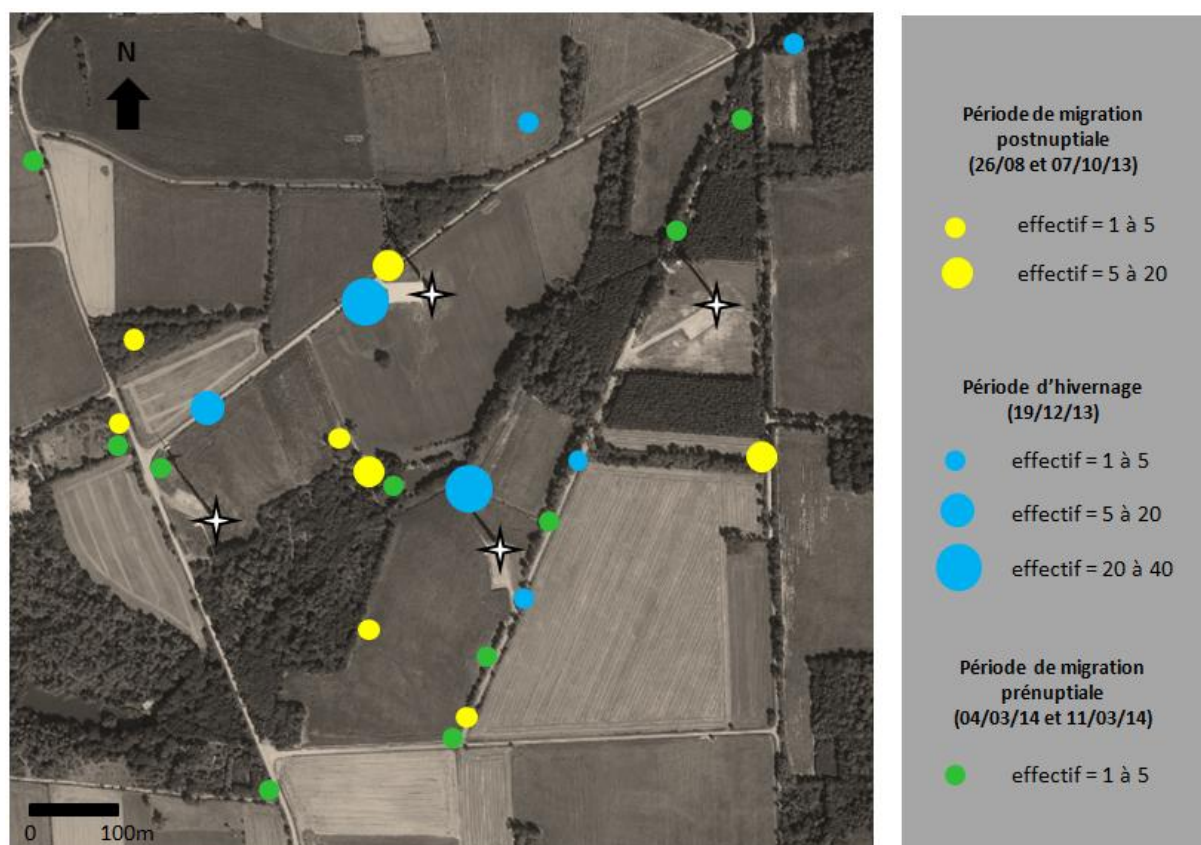 N
0 100m
Période de migration
postnuptiale
(26/08 et 07/10/13)
effectif = 1 à 5
effectif = 5 à 20
Période d'hivernage
(19/12/13)
effectif = 1 à 5
effectif = 5 à 20
effectif = 20 à 40
Période de migration
prénuptiale
(04/03/14 et 11/03/14)
effectif = 1 à 5